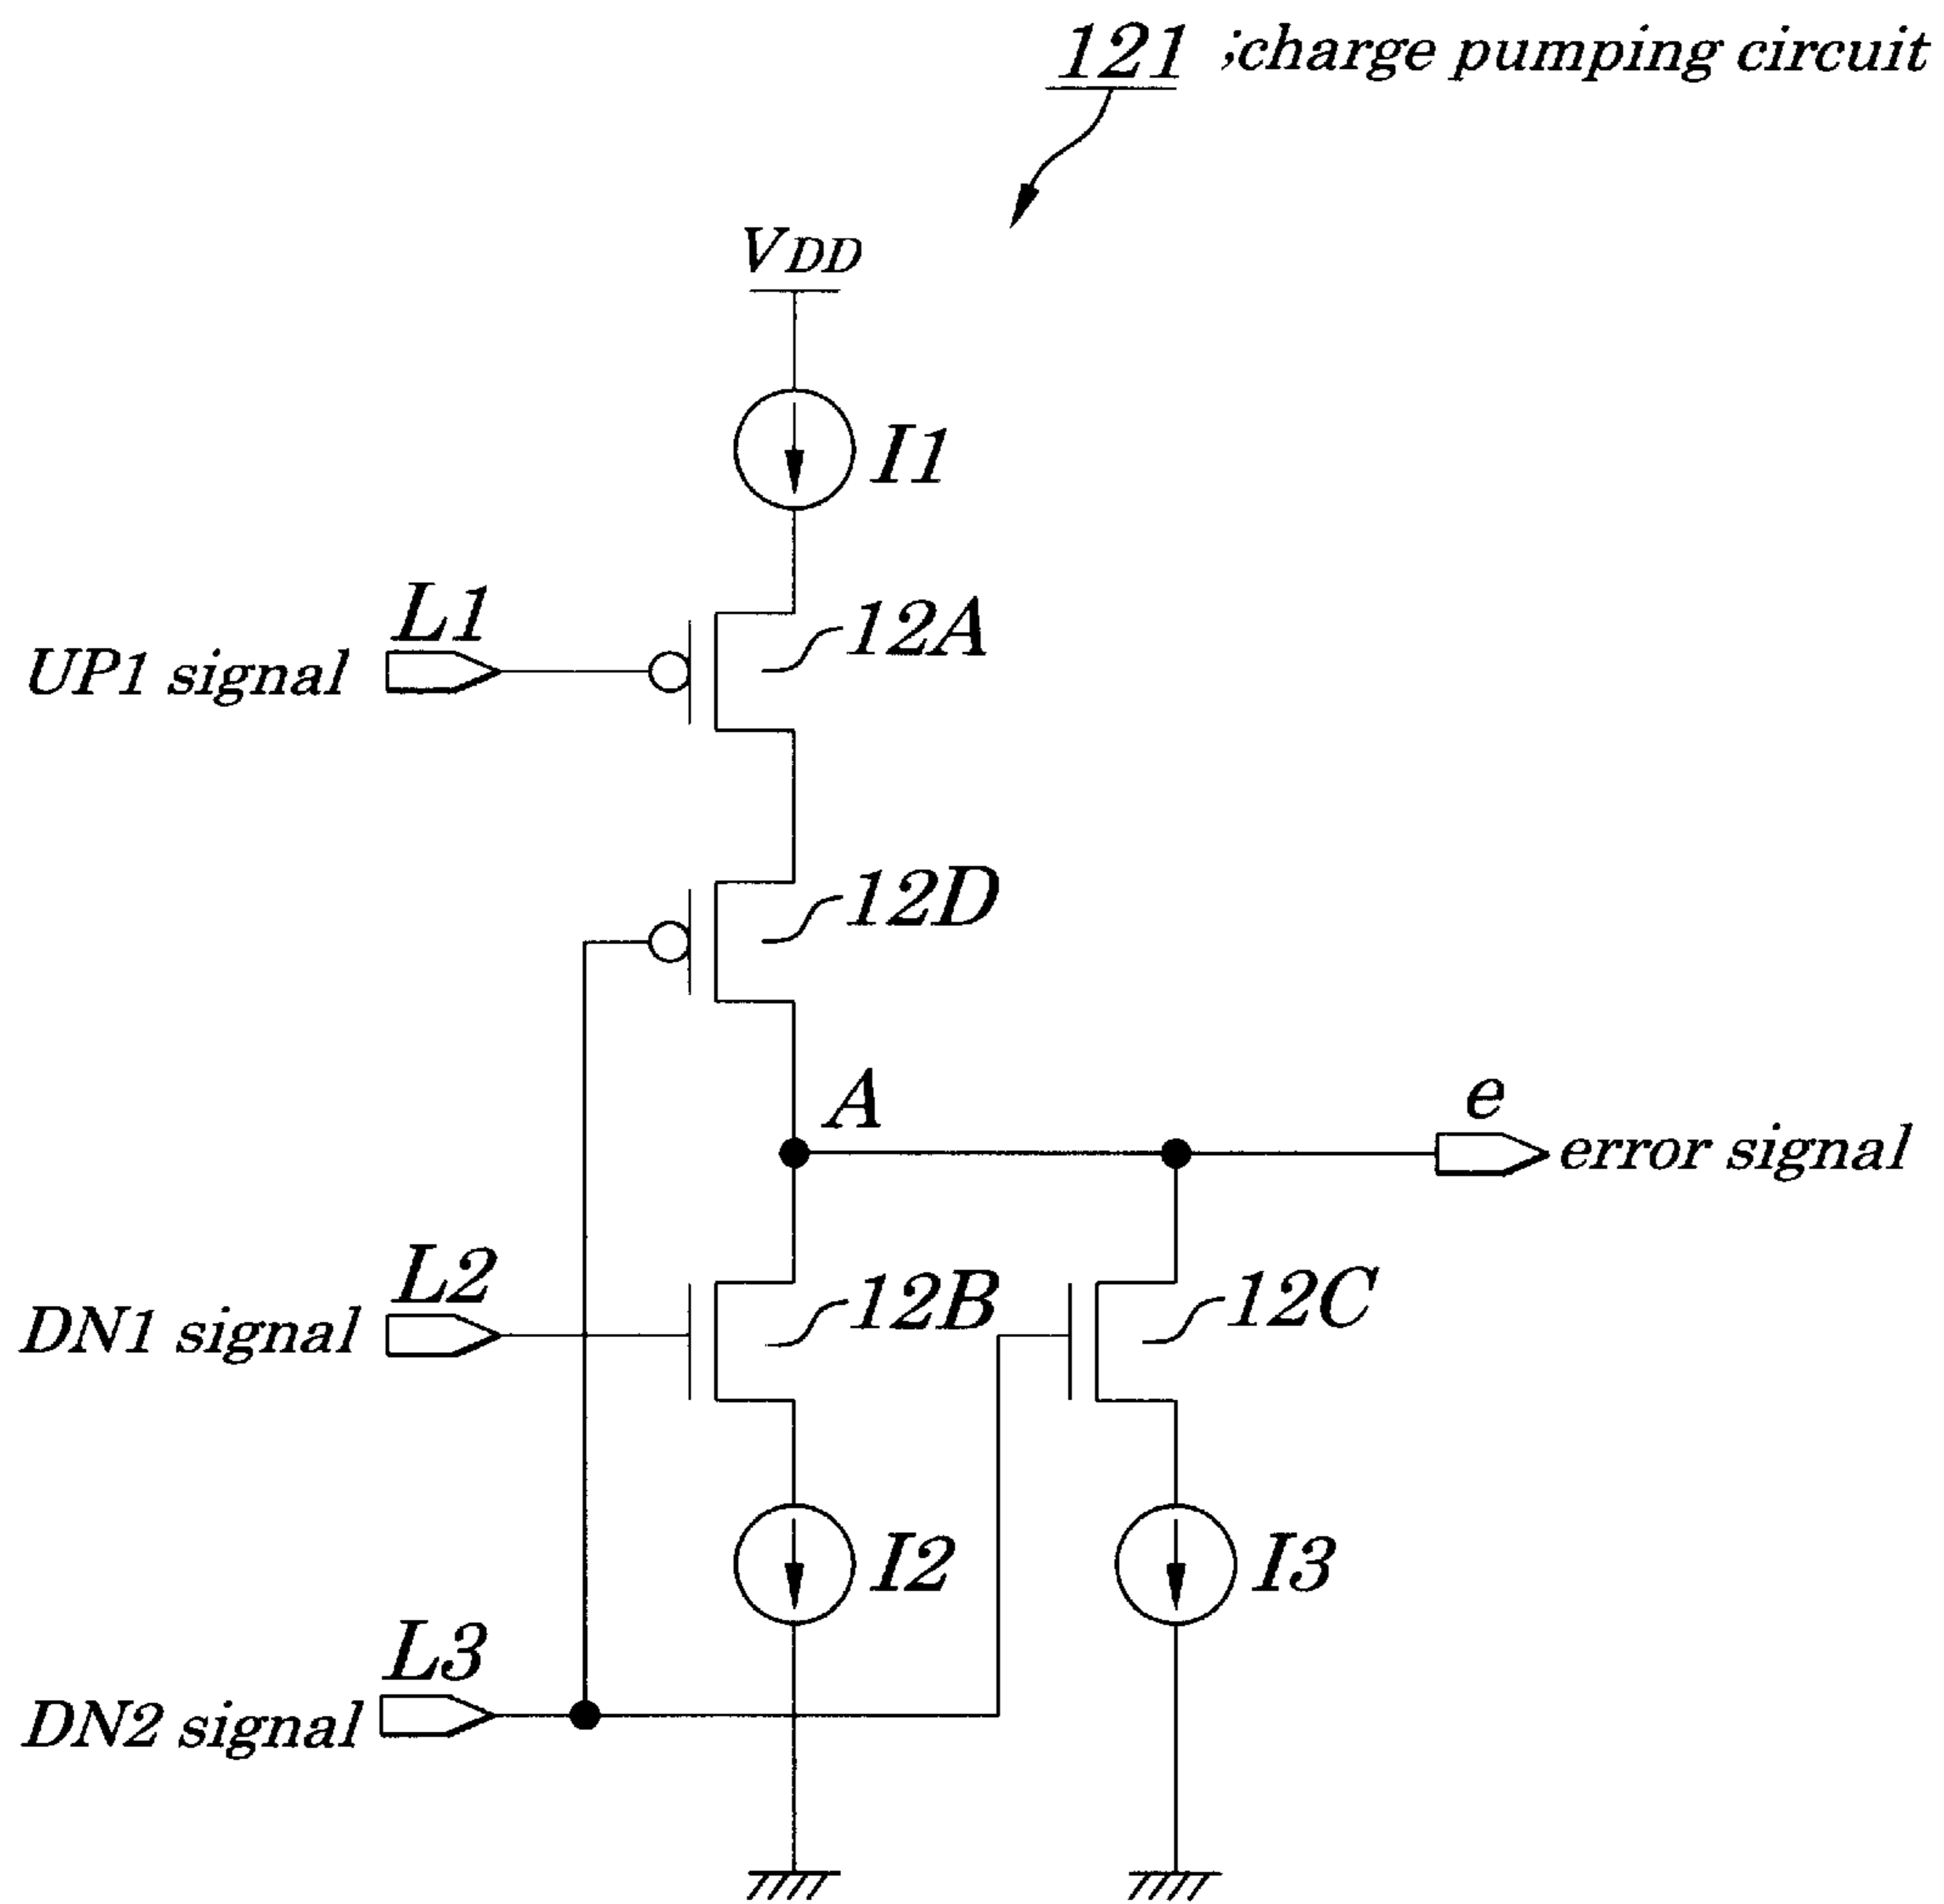 121 ;charge pumping circuit
VDD
I1
L1
12A
UP1 signal
12D
A
e
error signal
L2
12B
12C
DN1 signal
I2
I3
L3
DN2 signal